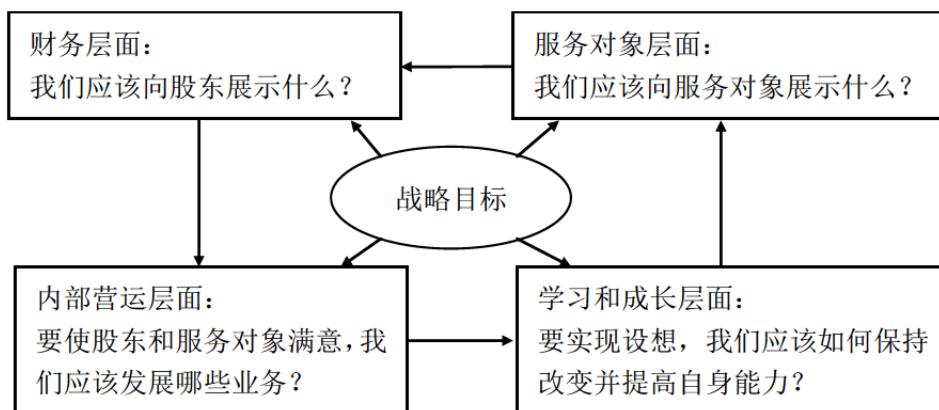 财务层面：
我们应该向股东展示什么？
服务对象层面：
我们应该向服务对象展示什么？
战略目标
内部营运层面：
要使股东和服务对象满意，我
们应该发展哪些业务？
学习和成长层面：
要实现设想，我们应该如何保持
改变并提高自身能力？